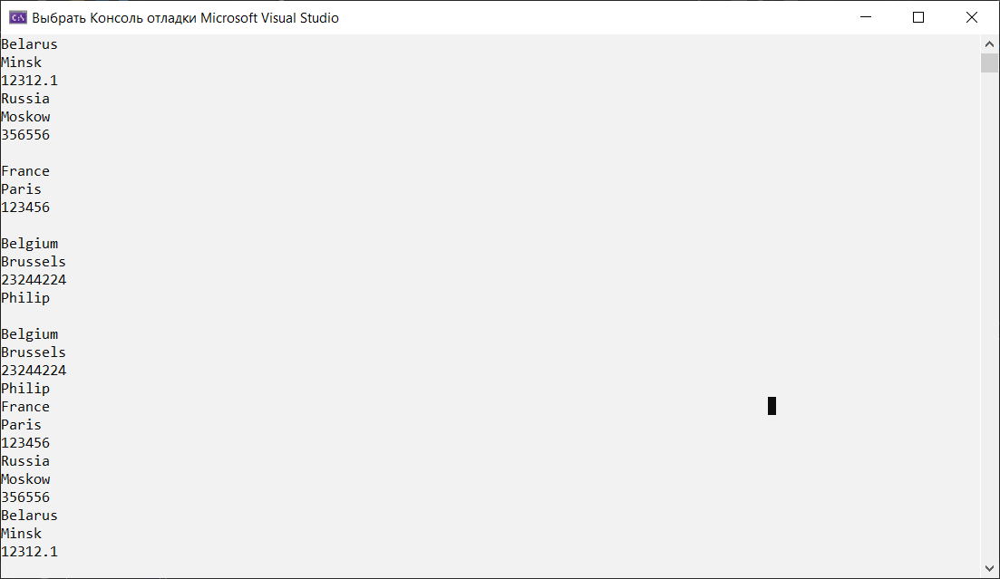 Выбрать Консоль отладки Microsoft Visual Studio
Belarus
Minsk
12312.1
Russia
Moskow
356556
France
Paris
123456
Belgium
Brussels
23244224
Philip
Belgium
Brussels
23244224
Philip
France
Paris
123456
Russia
Moskow
356556
Belarus
Minsk
12312.1